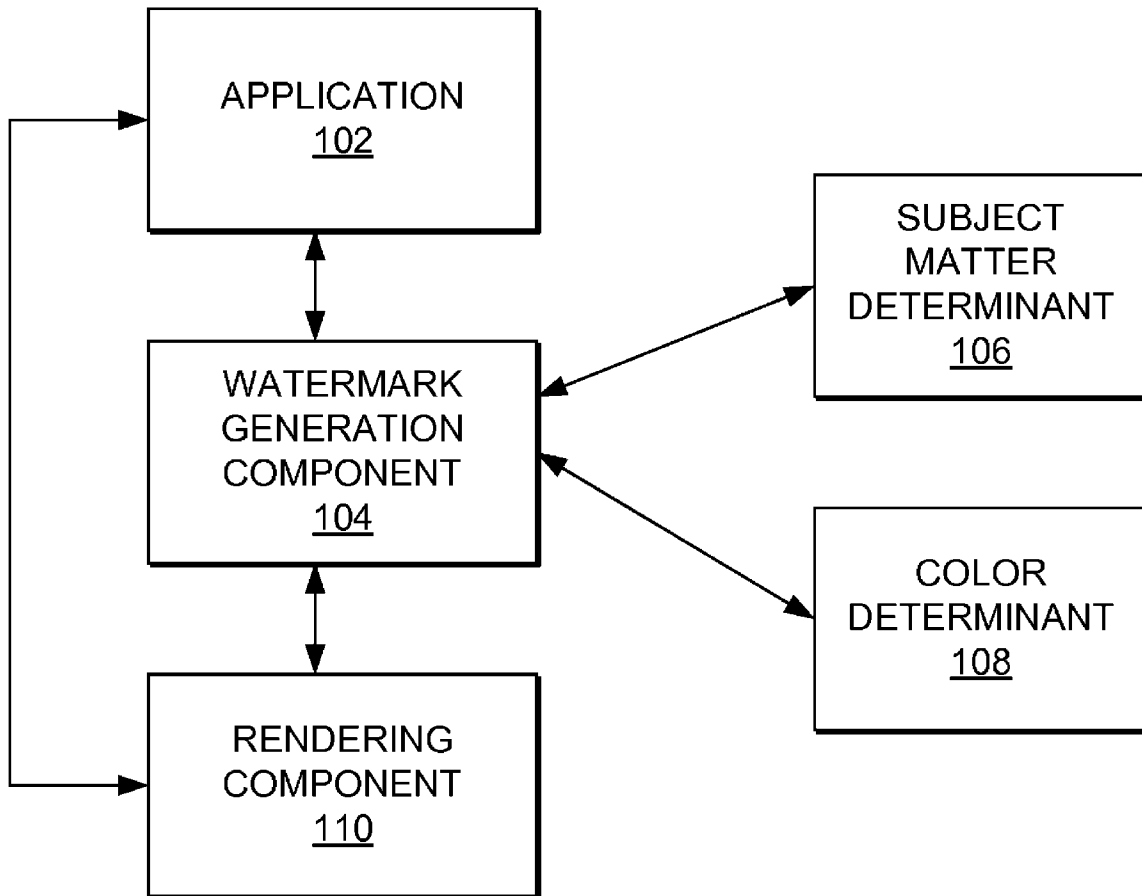 APPLICATION
102
SUBJECT
MATTER
DETERMINANT
106
WATERMARK
GENERATION
COMPONENT
104
COLOR
DETERMINANT
108
RENDERING
COMPONENT
110